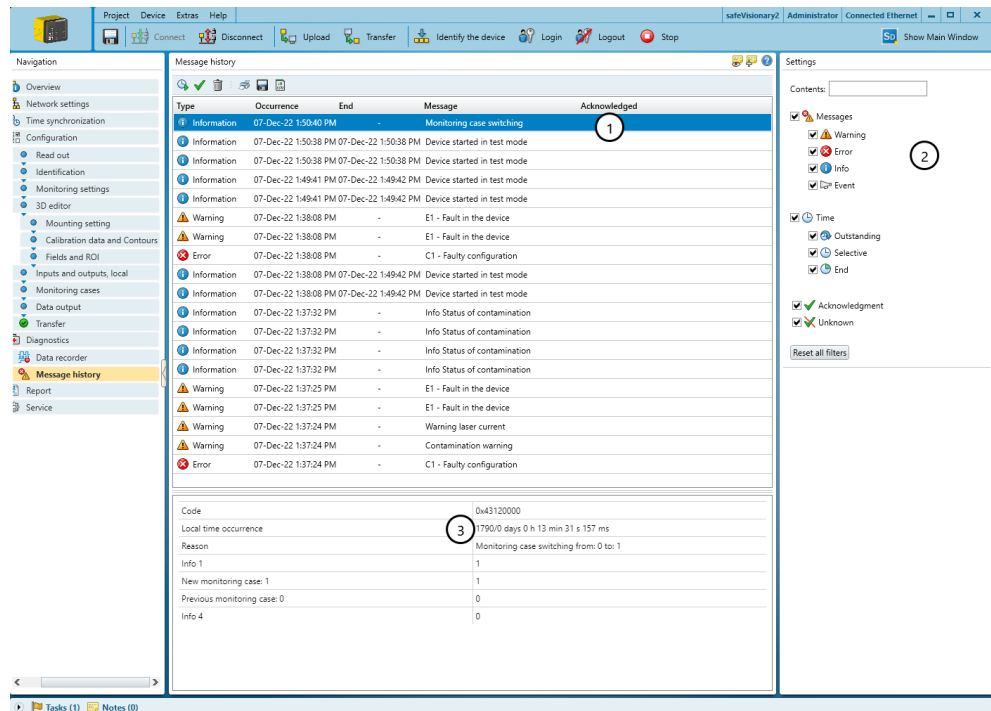 Project Device Extras Help
safeVisionary2 Administrator Connected Ethernet
Connect Disconnect Upload Transfer Identify the device Login Logout Stop
So Show Main Window
Navigation
Overview
Network settings
Time synchronization
Configuration
Read out
Identification
Monitoring settings
3D editor
Mounting setting
Calibration data and Contours
Fields and ROI
Inputs and outputs, local
Monitoring cases
Data output
Transfer
Diagnostics
Data recorder
Message history
Report
Service
Message history
Type Occurrence End Message Acknowledged
Information 07-Dec-22 1:50:40 PM - Monitoring case switching
1
Information 07-Dec-22 1:50:38 PM 07-Dec-22 1:50:38 PM Device started in test mode
Information 07-Dec-22 1:50:38 PM 07-Dec-22 1:50:38 PM Device started in test mode
Information 07-Dec-22 1:49:41 PM 07-Dec-22 1:49:42 PM Device started in test mode
Information 07-Dec-22 1:49:41 PM 07-Dec-22 1:49:42 PM Device started in test mode
Warning 07-Dec-22 1:38:08 PM - E1 - Fault in the device
Warning 07-Dec-22 1:38:08 PM - E1 - Fault in the device
Error 07-Dec-22 1:38:08 PM - C1 - Faulty configuration
Information 07-Dec-22 1:38:08 PM 07-Dec-22 1:49:42 PM Device started in test mode
Information 07-Dec-22 1:38:08 PM 07-Dec-22 1:49:42 PM Device started in test mode
Information 07-Dec-22 1:37:32 PM - Info Status of contamination
Information 07-Dec-22 1:37:32 PM - Info Status of contamination
Information 07-Dec-22 1:37:32 PM - Info Status of contamination
Information 07-Dec-22 1:37:32 PM - Info Status of contamination
Warning 07-Dec-22 1:37:25 PM - E1 - Fault in the device
Warning 07-Dec-22 1:37:25 PM - E1 - Fault in the device
Warning 07-Dec-22 1:37:24 PM - Warning laser current
Warning 07-Dec-22 1:37:24 PM - Contamination warning
Error 07-Dec-22 1:37:24 PM - C1 - Faulty configuration
Code 0x43120000
Local time occurrence 3 1790/0 days 0 h 13 min 31 s 157 ms
Reason Monitoring case switching from: 0 to: 1
Info 1 1
New monitoring case: 1 1
Previous monitoring case: 0 0
Info 4 0
Settings
Contents:
Messages
Warning
Error
2
Info
Event
Time
Outstanding
Selective
End
Acknowledgment
Unknown
Reset all filters
Tasks (1) Notes (0)